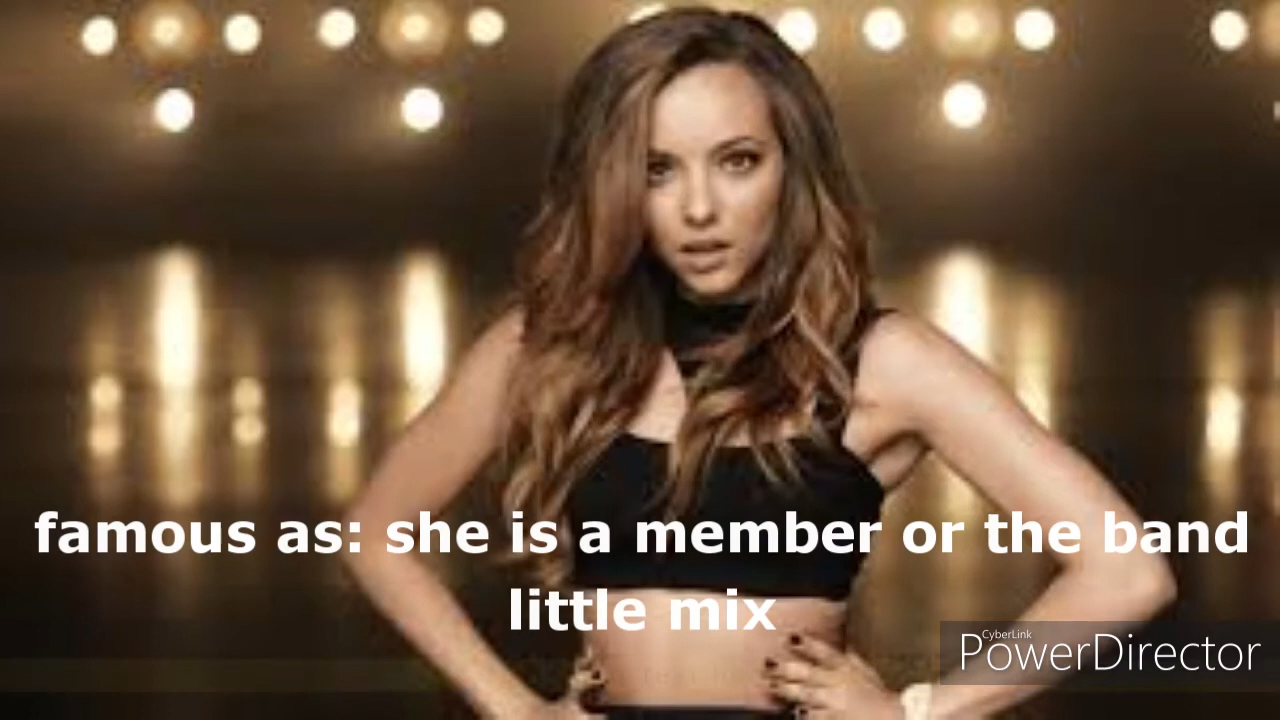 famous as: she is a member or the band
little mix
CyberLink
PowerDirector